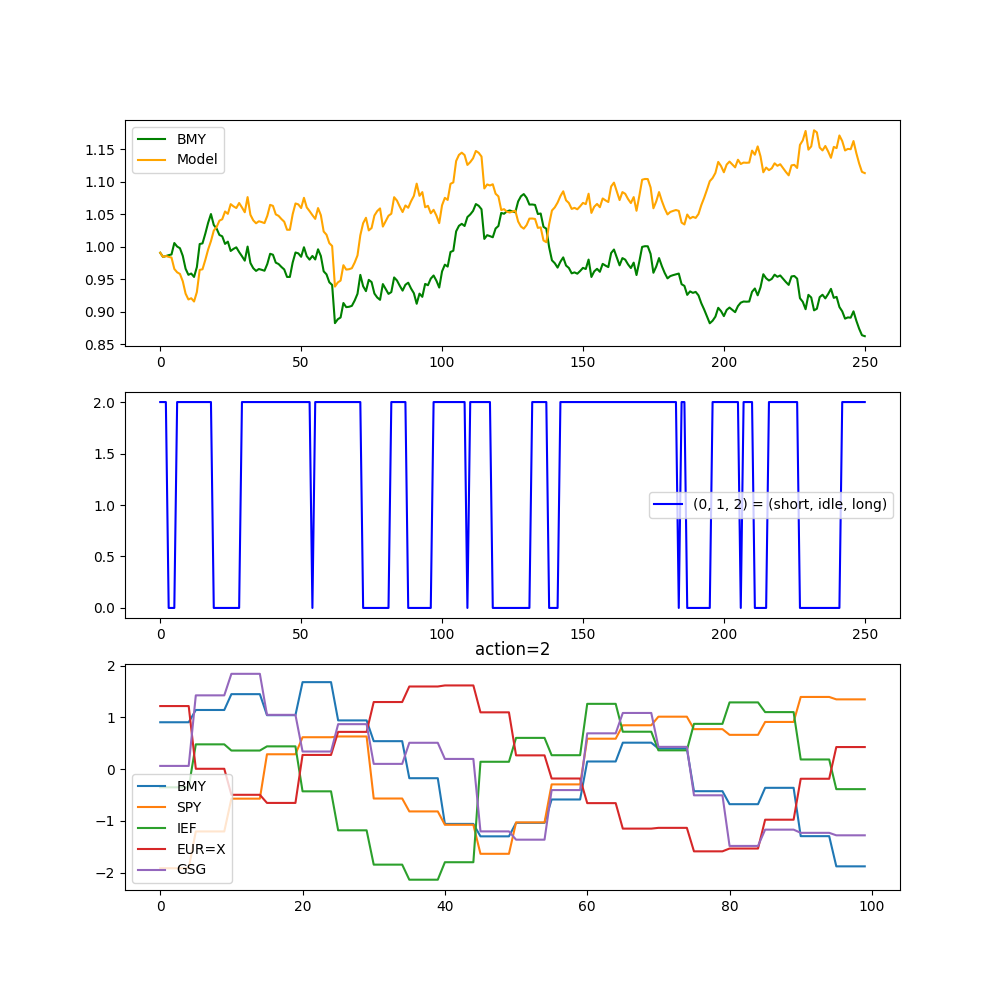 BMY
Model
1.15
1.10
1.05
1.00
0.95
0.90
0.85
0 50 100 150 200 250
2.0
1.5
1.0
0.5
0.0
(0, 1, 2) = (short, idle, long)
0 50 100 150 200 250
action=2
2
1
0
−1
−2
BMY
SPY
IEF
EUR=X
GSG
0 20 40 60 80 100